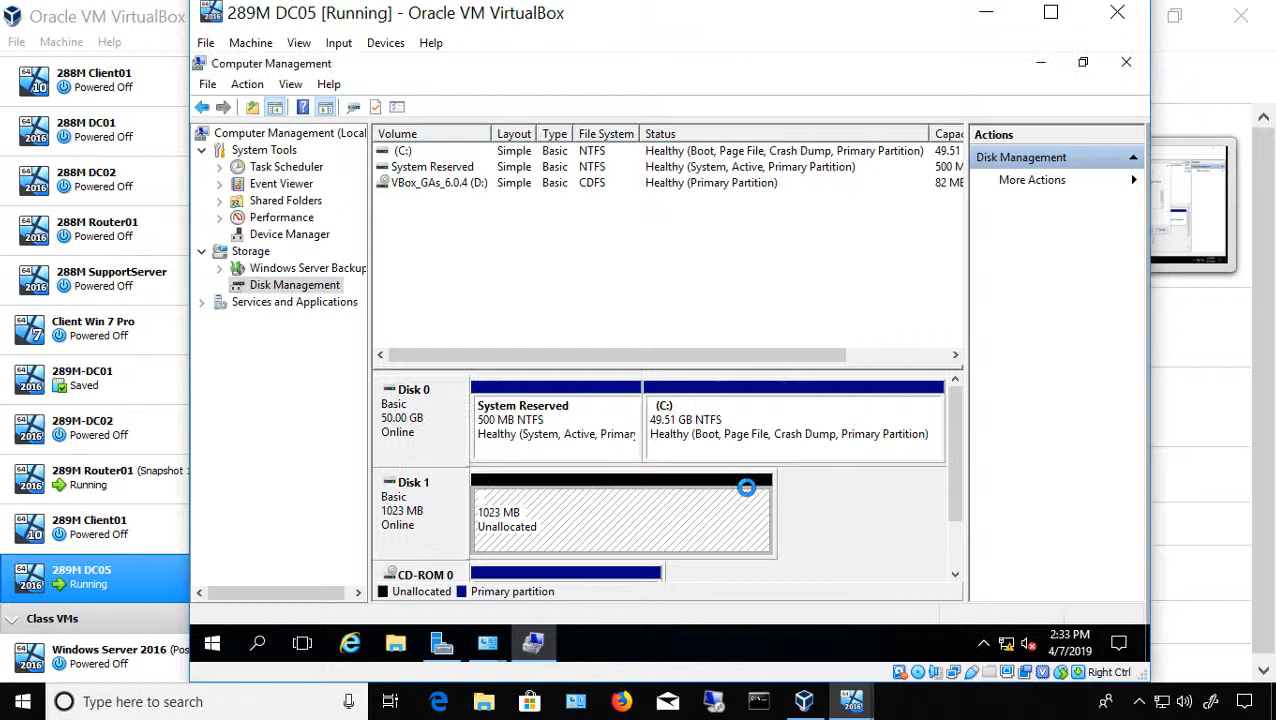 Oracle VM VirtualBox
File Machine Help
288M Client01
Powered Off
288M DC01
Powered Off
288M DC02
Powered Off
288M Router01
Powered Off
288M SupportServer
Powered Off
Client Win 7 Pro
Powered Off
289M-DC01
Saved
289M-DC02
Powered Off
289M Router01 (Snapshot 1
Running
289M Client01
Powered Off
289M DC05
Running
Class VMs
Windows Server 2016 (Pos
Powered Off
289M DC05 [Running] - Oracle VM VirtualBox
File Machine View Input Devices Help
Computer Management
File Action View Help
Computer Management (Local
System Tools
Task Scheduler
Event Viewer
Shared Folders
Performance
Device Manager
Storage
Windows Server Backup
Disk Management
Services and Applications
Volume Layout Type File System Status Capac
(C:) Simple Basic NTFS Healthy (Boot, Page File, Crash Dump, Primary Partition) 49.51
System Reserved Simple Basic NTFS Healthy (System, Active, Primary Partition) 500 M
VBox_GAs_6.0.4 (D:) Simple Basic CDFS Healthy (Primary Partition) 82 ME
Disk 0
Basic
50.00 GB
Online
System Reserved
500 MB NTFS
Healthy (System, Active, Primar
(C:)
49.51 GB NTFS
Healthy (Boot, Page File, Crash Dump, Primary Partition)
Disk 1
Basic
1023 MB
Online
1023 MB
Unallocated
CD-ROM 0
Unallocated Primary partition
Actions
Disk Management
More Actions
2:33 PM
4/7/2019
Right Ctrl
Type here to search